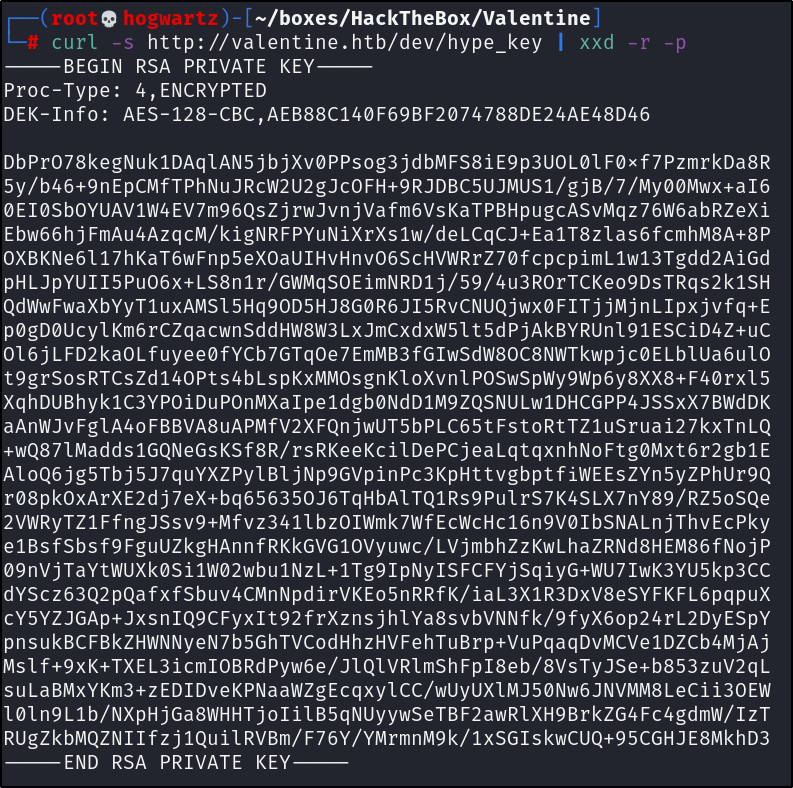 ┌──(root💀hogwartz)-[~/boxes/HackTheBox/Valentine]
└─# curl -s http://valentine.htb/dev/hype_key | xxd -r -p
-----BEGIN RSA PRIVATE KEY-----
Proc-Type: 4,ENCRYPTED
DEK-Info: AES-128-CBC,AEB88C140F69BF2074788DE24AE48D46

DbPrO78kegNuk1DAqlAN5jbjXv0PPsog3jdbMFS8iE9p3UOL0lF0xf7PzmrkDa8R
5y/b46+9nEpCMfTPhNuJRcW2U2gJcOFH+9RJDBC5UJMUS1/gjB/7/My00Mwx+aI6
0EI0SbOYUAV1W4EV7m96QsZjrwJvnjVafm6VsKaTPBHpugcASvMqz76W6abRZeXi
Ebw66hjFmAu4AzqcM/kigNRFPYuNiXrXs1w/deLCqCJ+Ea1T8zlas6fcmhM8A+8P
OXBKNe6l17hKaT6wFnp5eXOaUIHvHnvO6ScHVWRrZ70fcpcpimL1w13Tgdd2AiGd
pHLJpYUII5PuO6x+LS8n1r/GWMqSOEimNRD1j/59/4u3ROrTCKeo9DsTRqs2k1SH
QdWwFwaXbYyT1uxAMSl5Hq9OD5HJ8G0R6JI5RvCNUQjwx0FITjjMjnLIpxjvfq+E
p0gD0UcylKm6rCZqacwnSddHW8W3LxJmCxdxW5lt5dPjAkBYRUnl91ESCiD4Z+uC
Ol6jLFD2kaOLfuyee0fYCb7GTqOe7EmMB3fGIwSdW8OC8NWTkwpjc0ELblUa6ulO
t9grSosRTCsZd14OPts4bLspKxMMOsgnKloXvnlPOSwSpWy9Wp6y8XX8+F40rxl5
XqhDUBhyk1C3YPOiDuPOnMXaIpe1dgb0NdD1M9ZQSNULw1DHCGPP4JSSxX7BWdDK
aAnWJvFglA4oFBBVA8uAPMfV2XFQnjwUT5bPLC65tFstoRtTZ1uSruai27kxTnLQ
+wQ87lMadds1GQNeGsKSf8R/rsRKeeKcilDePCjeaLqtqxnhNoFtg0Mxt6r2gb1E
AloQ6jg5Tbj5J7quYXZPylBljNp9GVpinPc3KpHttvgbptfiWEEsZYn5yZPhUr9Q
r08pkOxArXE2dj7eX+bq65635OJ6TqHbAlTQ1Rs9PulrS7K4SLX7nY89/RZ5oSQe
2VWRyTZ1FfngJSsv9+Mfvz341lbzOIWmk7WfEcWcHc16n9V0IbSNALnjThvEcPky
e1BsfSbsf9FguUZkgHAnnfRKkGVG1OVyuwc/LVjmbhZzKwLhaZRNd8HEM86fNojP
09nVjTaYtWUXk0Si1W02wbu1NzL+1Tg9IpNyISFCFYjSqiyG+WU7IwK3YU5kp3CC
dYScz63Q2pQafxfSbuv4CMnNpdirVKEo5nRRfK/iaL3X1R3DxV8eSYFKFL6pqpuX
cY5YZJGAp+JxsnIQ9CFyxIt92frXznsjhlYa8svbVNNfk/9fyX6op24rL2DyESpY
pnsukBCFBkZHWNNyeN7b5GhTVCodHhzHVFehTuBrp+VuPqaqDvMCVe1DZCb4MjAj
Mslf+9xK+TXEL3icmIOBRdPyw6e/JlQlVRlmShFpI8eb/8VsTyJSe+b853zuV2qL
suLaBMxYKm3+zEDIDveKPNaaWZgEcqxylCC/wUyUXlMJ50Nw6JNVMM8LeCii3OEW
l0ln9L1b/NXpHjGa8WHHTjoIilB5qNUyywSeTBF2awRlXH9BrkZG4Fc4gdmW/IzT
RUgZkbMQZNIIfzj1QuilRVBm/F76Y/YMrmnM9k/1xSGIskwCUQ+95CGHJE8MkhD3
-----END RSA PRIVATE KEY-----